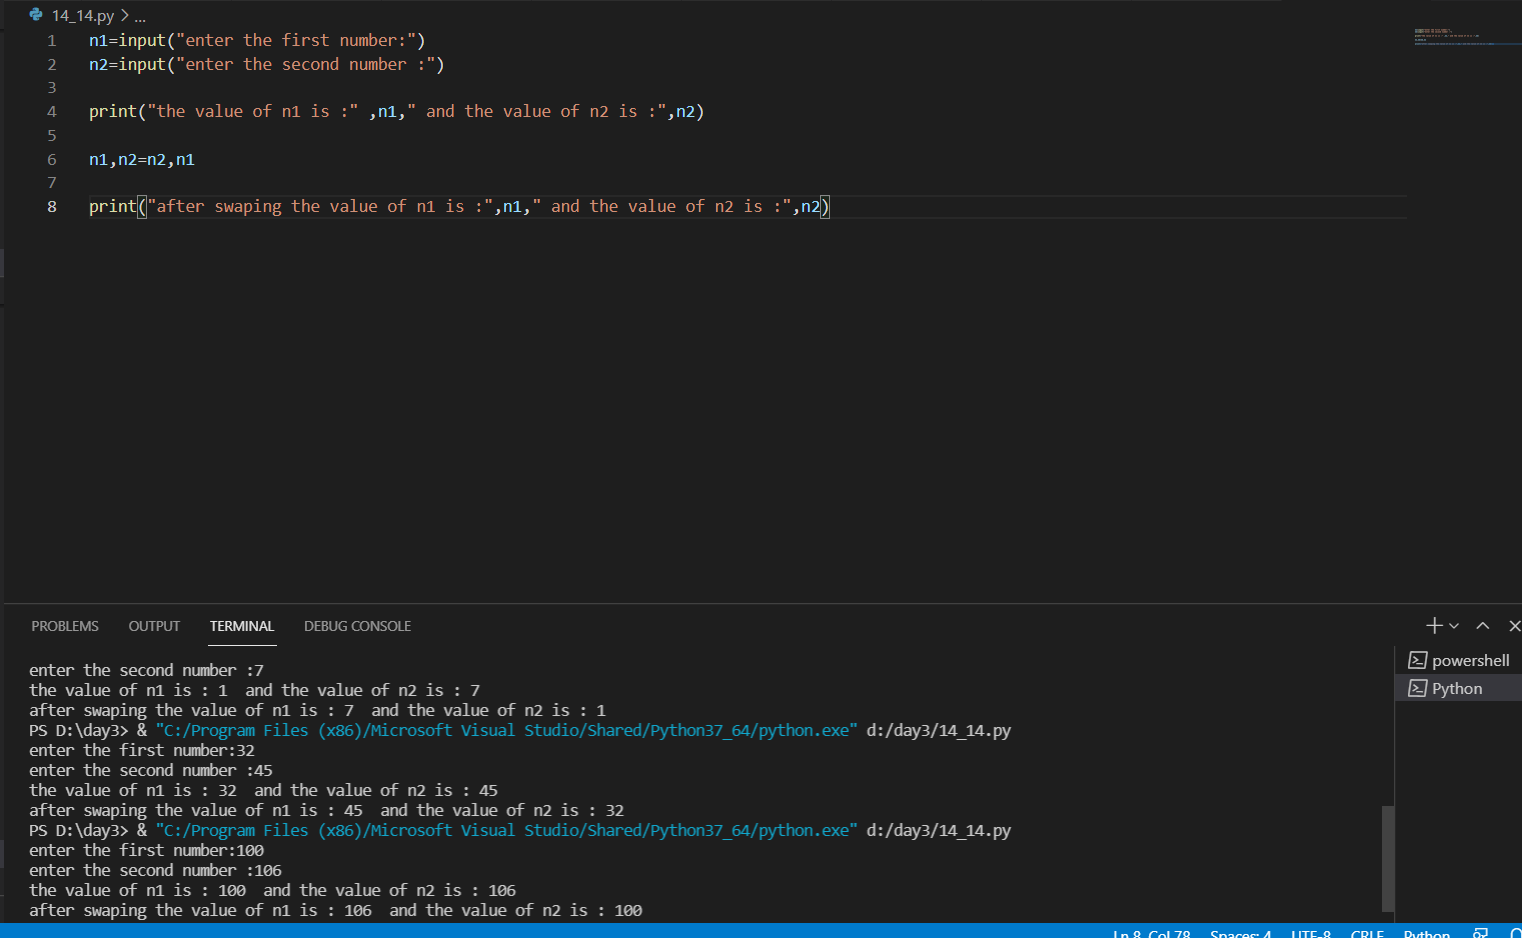 14_14.py > ...
1 n1=input("enter the first number:")
2 n2=input("enter the second number :")
3
4 print("the value of n1 is :" ,n1," and the value of n2 is :",n2)
5
6 n1,n2=n2,n1
7
8 print("after swaping the value of n1 is :",n1," and the value of n2 is :",n2)
PROBLEMS OUTPUT TERMINAL DEBUG CONSOLE
powershell
Python
enter the second number :7
the value of n1 is : 1  and the value of n2 is : 7
after swaping the value of n1 is : 7  and the value of n2 is : 1
PS D:\day3> & "C:/Program Files (x86)/Microsoft Visual Studio/Shared/Python37_64/python.exe" d:/day3/14_14.py
enter the first number:32
enter the second number :45
the value of n1 is : 32  and the value of n2 is : 45
after swaping the value of n1 is : 45  and the value of n2 is : 32
PS D:\day3> & "C:/Program Files (x86)/Microsoft Visual Studio/Shared/Python37_64/python.exe" d:/day3/14_14.py
enter the first number:100
enter the second number :106
the value of n1 is : 100  and the value of n2 is : 106
after swaping the value of n1 is : 106  and the value of n2 is : 100
Ln 8, Col 78 Spaces: 4 UTF-8 CRLF Python